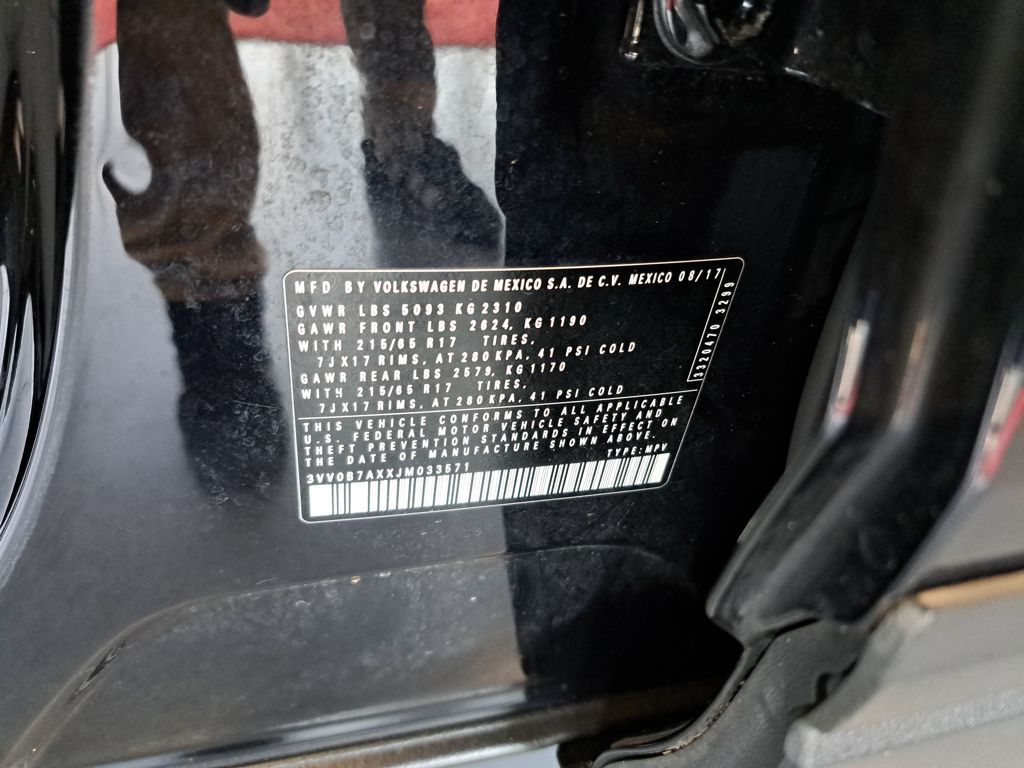 MFD BY VOLKSWAGEN DE MEXICO S.A. DE C.V. MEXICO 08/17
GVWR LBS 5093 KG 2310
GAWR FRONT LBS 2624, KG 1190
WITH 215/65 R17 TIRES,
7JX17 RIMS, AT 280 KPA, 41 PSI COLD
GAWR REAR LBS 2579, KG 1170
WITH 215/65 R17 TIRES,
7JX17 RIMS, AT 280 KPA, 41 PSI COLD
3320470 3299
THIS VEHICLE CONFORMS TO ALL APPLICABLE
U.S. FEDERAL MOTOR VEHICLE SAFETY AND
THEFT PREVENTION STANDARDS IN EFFECT ON
THE DATE OF MANUFACTURE SHOWN ABOVE.
TYPE: MPV
3VV0B7AXXJM033571